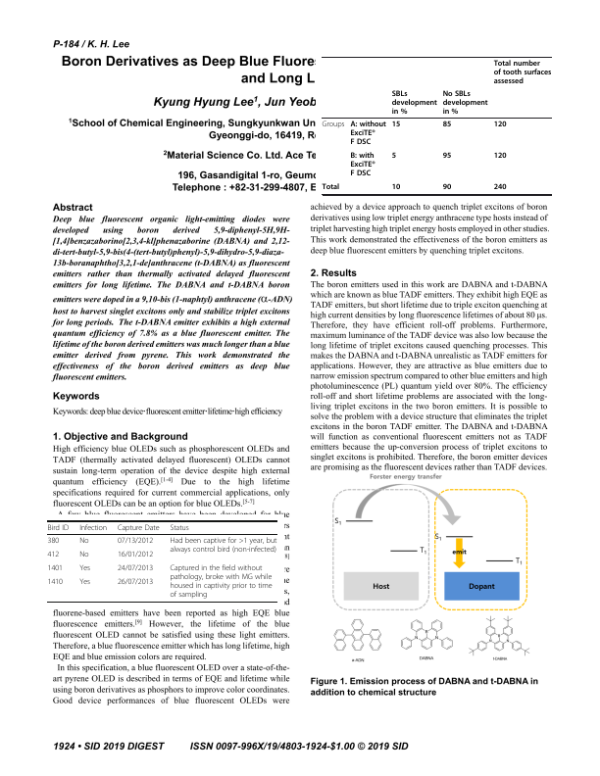 P-184 / K. H. Lee
Boron Derivatives as Deep Blue Fluores
and Long L
Kyung Hyung Lee1, Jun Yeob
1School of Chemical Engineering, Sungkyunkwan Un
Gyeonggi-do, 16419, R
2Material Science Co. Ltd. Ace Te
196, Gasandigital 1-ro, Geumc
Telephone : +82-31-299-4807, E
Total number
of tooth surfaces
assessed
SBLs
development
in %
No SBLs
development
in %
Groups A: without 15 85 120
ExciTE®
F DSC
B: with 5 95 120
ExciTE®
F DSC
Total 10 90 240
Abstract
Deep blue fluorescent organic light-emitting diodes were
developed using boron derived 5,9-diphenyl-5H,9H-
[1,4]benzazaborino[2,3,4-kl]phenazaborine (DABNA) and 2,12-
di-tert-butyl-5,9-bis(4-(tert-butyl)phenyl)-5,9-dihydro-5,9-diaza-
13b-boranaphtho[3,2,1-de]anthracene (t-DABNA) as fluorescent
emitters rather than thermally activated delayed fluorescent
emitters for long lifetime. The DABNA and t-DABNA boron
emitters were doped in a 9,10-bis (1-naphtyl) anthracene (α-ADN)
host to harvest singlet excitons only and stabilize triplet excitons
for long periods. The t-DABNA emitter exhibits a high external
quantum efficiency of 7.8% as a blue fluorescent emitter. The
lifetime of the boron derived emitters was much longer than a blue
emitter derived from pyrene. This work demonstrated the
effectiveness of the boron derived emitters as deep blue
fluorescent emitters.
Keywords
Keywords: deep blue device·fluorescent emitter·lifetime·high efficiency
1. Objective and Background
High efficiency blue OLEDs such as phosphorescent OLEDs and
TADF (thermally activated delayed fluorescent) OLEDs cannot
sustain long-term operation of the device despite high external
quantum efficiency (EQE).[1-4] Due to the high lifetime
specifications required for current commercial applications, only
fluorescent OLEDs can be an option for blue OLEDs.[5-7]
A few blue fluorescent emitters have been developed for blue
Bird ID Infection Capture Date Status
380 No 07/13/2012 Had been captive for >1 year, but
always control bird (non-infected)
412 No 16/01/2012
1401 Yes 24/07/2013 Captured in the field without
pathology, broke with MG while
1410 Yes 26/07/2013 housed in captivity prior to time
of sampling
fluorene-based emitters have been reported as high EQE blue
fluorescence emitters.[9] However, the lifetime of the blue
fluorescent OLED cannot be satisfied using these light emitters.
Therefore, a blue fluorescence emitter which has long lifetime, high
EQE and blue emission colors are required.
In this specification, a blue fluorescent OLED over a state-of-the-
art pyrene OLED is described in terms of EQE and lifetime while
using boron derivatives as phosphors to improve color coordinates.
Good device performances of blue fluorescent OLEDs were
achieved by a device approach to quench triplet excitons of boron
derivatives using low triplet energy anthracene type hosts instead of
triplet harvesting high triplet energy hosts employed in other studies.
This work demonstrated the effectiveness of the boron emitters as
deep blue fluorescent emitters by quenching triplet excitons.
2. Results
The boron emitters used in this work are DABNA and t-DABNA
which are known as blue TADF emitters. They exhibit high EQE as
TADF emitters, but short lifetime due to triple exciton quenching at
high current densities by long fluorescence lifetimes of about 80 μs.
Therefore, they have efficient roll-off problems. Furthermore,
maximum luminance of the TADF device was also low because the
long lifetime of triplet excitons caused quenching processes. This
makes the DABNA and t-DABNA unrealistic as TADF emitters for
applications. However, they are attractive as blue emitters due to
narrow emission spectrum compared to other blue emitters and high
photoluminescence (PL) quantum yield over 80%. The efficiency
roll-off and short lifetime problems are associated with the long-
living triplet excitons in the two boron emitters. It is possible to
solve the problem with a device structure that eliminates the triplet
excitons in the boron TADF emitter. The DABNA and t-DABNA
will function as conventional fluorescent emitters not as TADF
emitters because the up-conversion process of triplet excitons to
singlet excitons is prohibited. Therefore, the boron emitter devices
are promising as the fluorescent devices rather than TADF devices.
Forster energy transfer
S1
S1
T1
emit
T1
Host
Dopant
α-ADN
DABNA
t-DABNA
Figure 1. Emission process of DABNA and t-DABNA in
addition to chemical structure
1924 • SID 2019 DIGEST ISSN 0097-996X/19/4803-1924-$1.00 © 2019 SID